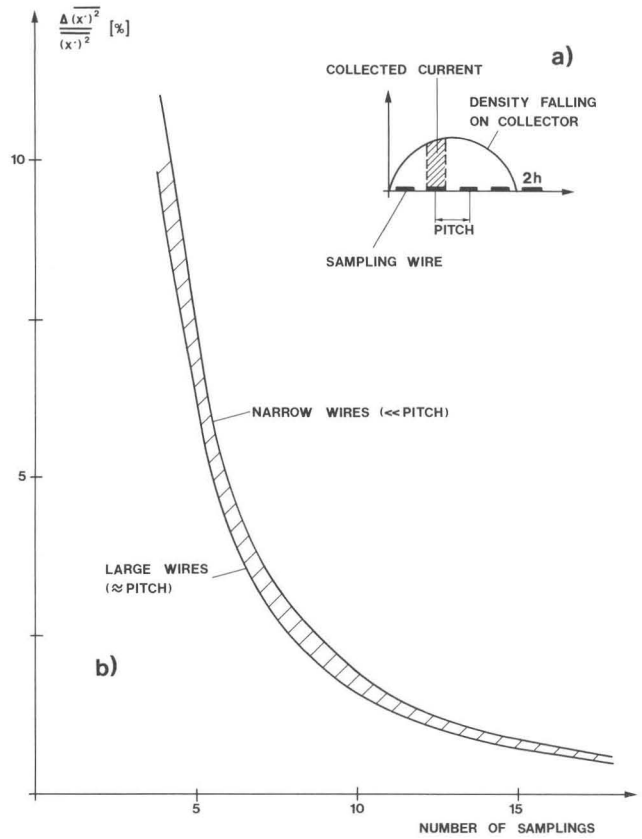 Δ(x')² / (x')² [%]
a)
COLLECTED CURRENT
DENSITY FALLING
ON COLLECTOR
2h
PITCH
SAMPLING WIRE
10
NARROW WIRES (<< PITCH)
5
LARGE WIRES
(≈ PITCH)
b)
5 10 15
NUMBER OF SAMPLINGS